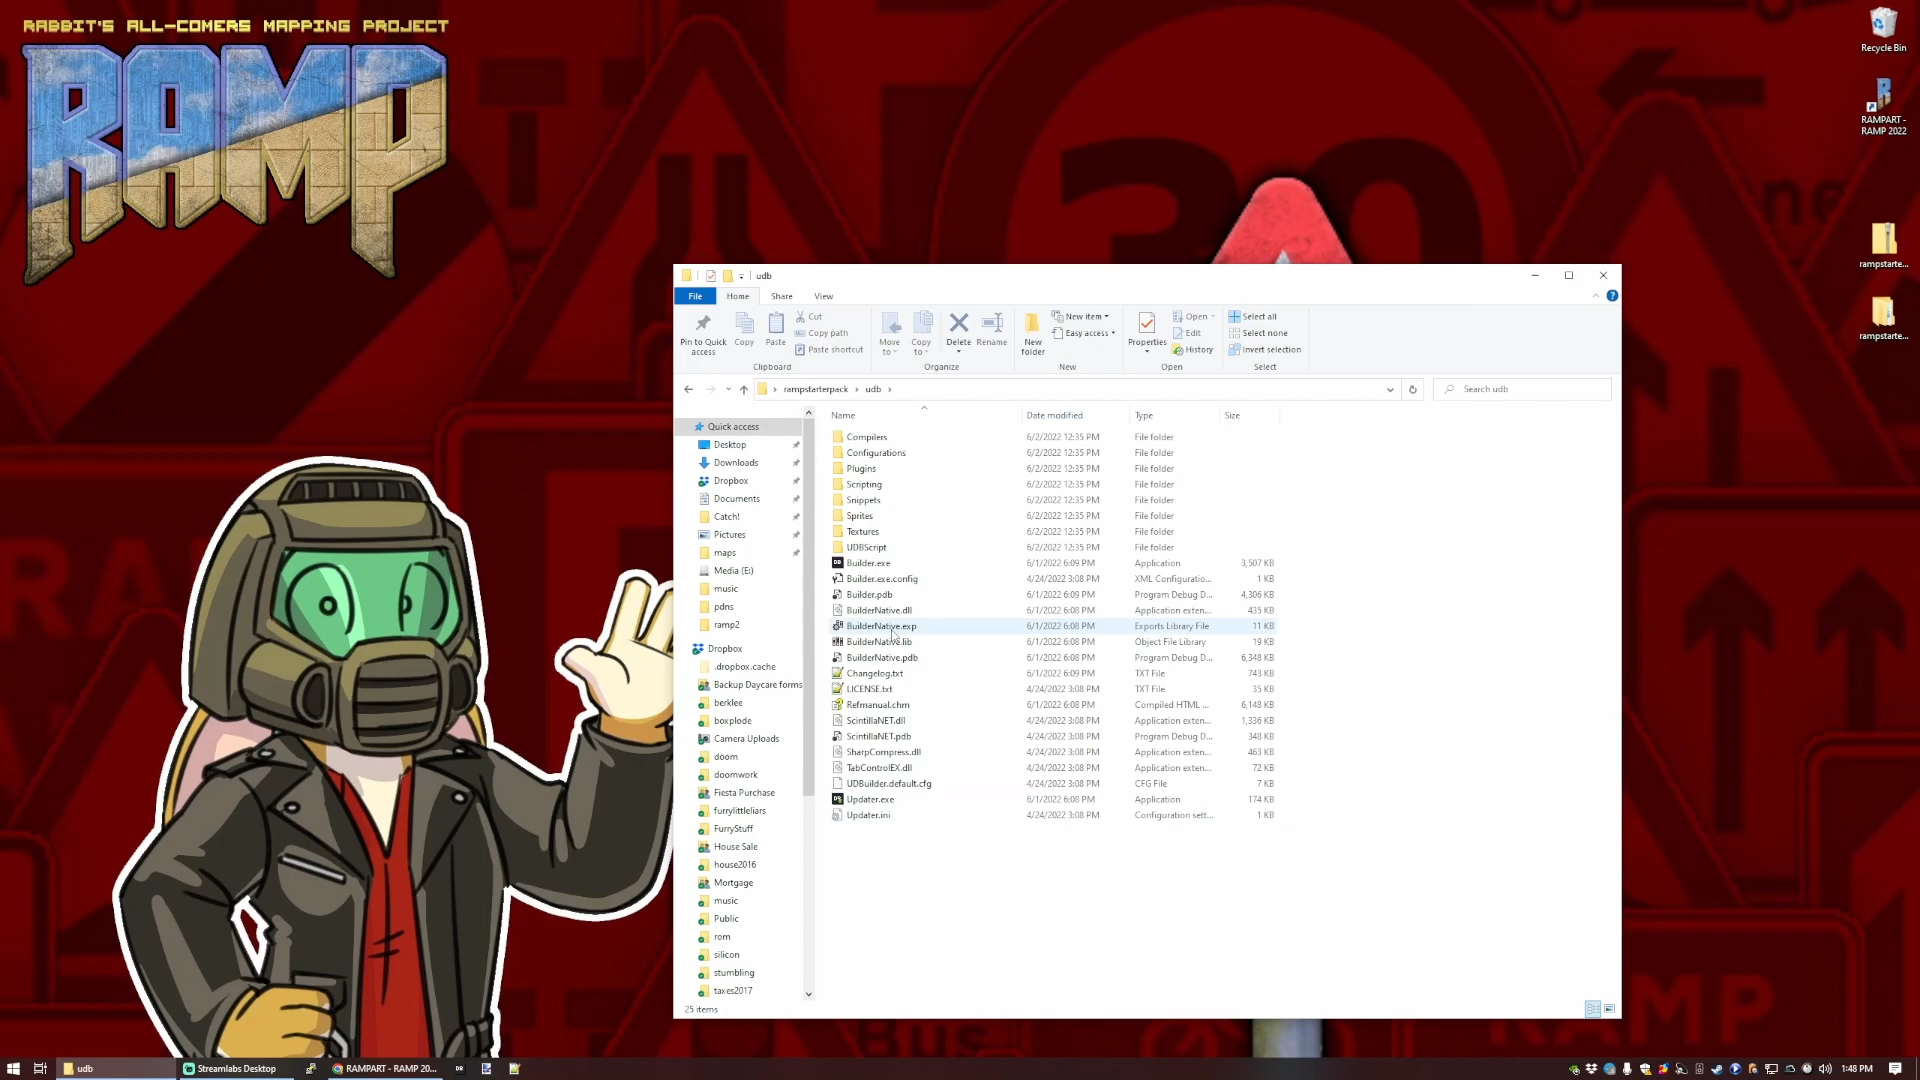 RABBIT'S ALL-COMERS MAPPING PROJECT
RAMP
Recycle Bin
RAMPART -
RAMP 2022
rampstarte...
rampstarte...
udb
File Home Share View
Pin to Quick
access
Copy
Paste
Cut
Copy path
Paste shortcut
Clipboard
Move
to
Copy
to
Delete
Rename
Organize
New
folder
New item
Easy access
New
Properties
Open
Edit
History
Open
Select all
Select none
Invert selection
Select
rampstarterpack udb
Search udb
Quick access
Desktop
Downloads
Dropbox
Documents
Catch!
Pictures
maps
Media (E:)
music
pdns
ramp2
Dropbox
.dropbox.cache
Backup Daycare forms
berklee
boxplode
Camera Uploads
doom
doomwork
Fiesta Purchase
furrylittleliars
FurryStuff
House Sale
house2016
Mortgage
music
Public
rom
silicon
stumbling
taxes2017
Name Date modified Type Size
Compilers 6/2/2022 12:35 PM File folder
Configurations 6/2/2022 12:35 PM File folder
Plugins 6/2/2022 12:35 PM File folder
Scripting 6/2/2022 12:35 PM File folder
Snippets 6/2/2022 12:35 PM File folder
Sprites 6/2/2022 12:35 PM File folder
Textures 6/2/2022 12:35 PM File folder
UDBScript 6/2/2022 12:35 PM File folder
Builder.exe 6/1/2022 6:09 PM Application 3,507 KB
Builder.exe.config 4/24/2022 3:08 PM XML Configuratio... 1 KB
Builder.pdb 6/1/2022 6:09 PM Program Debug D... 4,306 KB
BuilderNative.dll 6/1/2022 6:08 PM Application exten... 435 KB
BuilderNative.exp 6/1/2022 6:08 PM Exports Library File 11 KB
BuilderNative.lib 6/1/2022 6:08 PM Object File Library 19 KB
BuilderNative.pdb 6/1/2022 6:08 PM Program Debug D... 6,348 KB
Changelog.txt 6/1/2022 6:09 PM TXT File 743 KB
LICENSE.txt 4/24/2022 3:08 PM TXT File 35 KB
Refmanual.chm 6/1/2022 6:08 PM Compiled HTML ... 6,148 KB
ScintillaNET.dll 4/24/2022 3:08 PM Application exten... 1,336 KB
ScintillaNET.pdb 4/24/2022 3:08 PM Program Debug D... 348 KB
SharpCompress.dll 4/24/2022 3:08 PM Application exten... 463 KB
TabControlEX.dll 4/24/2022 3:08 PM Application exten... 72 KB
UDBuilder.default.cfg 4/24/2022 3:08 PM CFG File 7 KB
Updater.exe 6/1/2022 6:08 PM Application 174 KB
Updater.ini 4/24/2022 3:08 PM Configuration sett... 1 KB
25 items
30
RAMP
BUS
udb
Streamlabs Desktop
RAMPART - RAMP 20...
1:48 PM